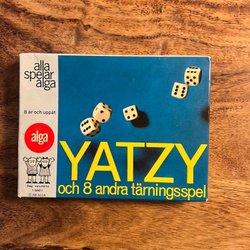 alla
spelar
alga
8 år och uppåt
alga
YATZY
och 8 andra tärningsspel